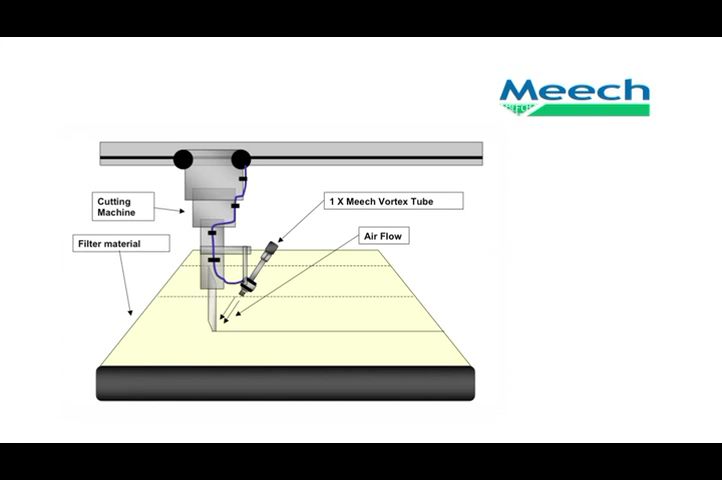 Meech
Cutting
Machine
1 X Meech Vortex Tube
Filter material
Air Flow